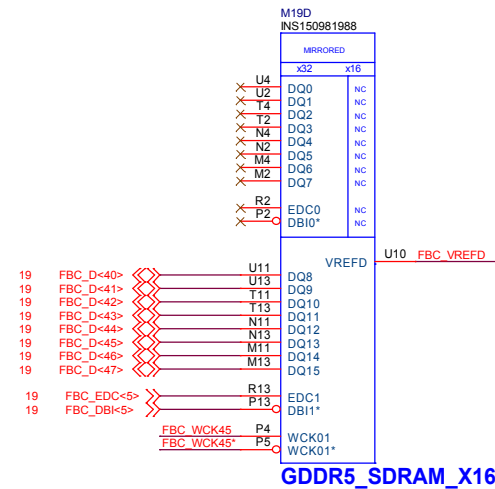 M19D
INS150981988
MIRRORED
x32 x16
U4 DQ0 NC
U2 DQ1 NC
T4 DQ2 NC
T2 DQ3 NC
N4 DQ4 NC
N2 DQ5 NC
M4 DQ6 NC
M2 DQ7 NC
R2 EDC0 NC
P2 DBI0* NC
VREFD U10 FBC_VREFD
19 FBC_D<40> U11 DQ8
19 FBC_D<41> U13 DQ9
19 FBC_D<42> T11 DQ10
19 FBC_D<43> T13 DQ11
19 FBC_D<44> N11 DQ12
19 FBC_D<45> N13 DQ13
19 FBC_D<46> M11 DQ14
19 FBC_D<47> M13 DQ15
19 FBC_EDC<5> R13 EDC1
19 FBC_DBI<5> P13 DBI1*
FBC_WCK45 P4 WCK01
FBC_WCK45* P5 WCK01*
GDDR5_SDRAM_X16